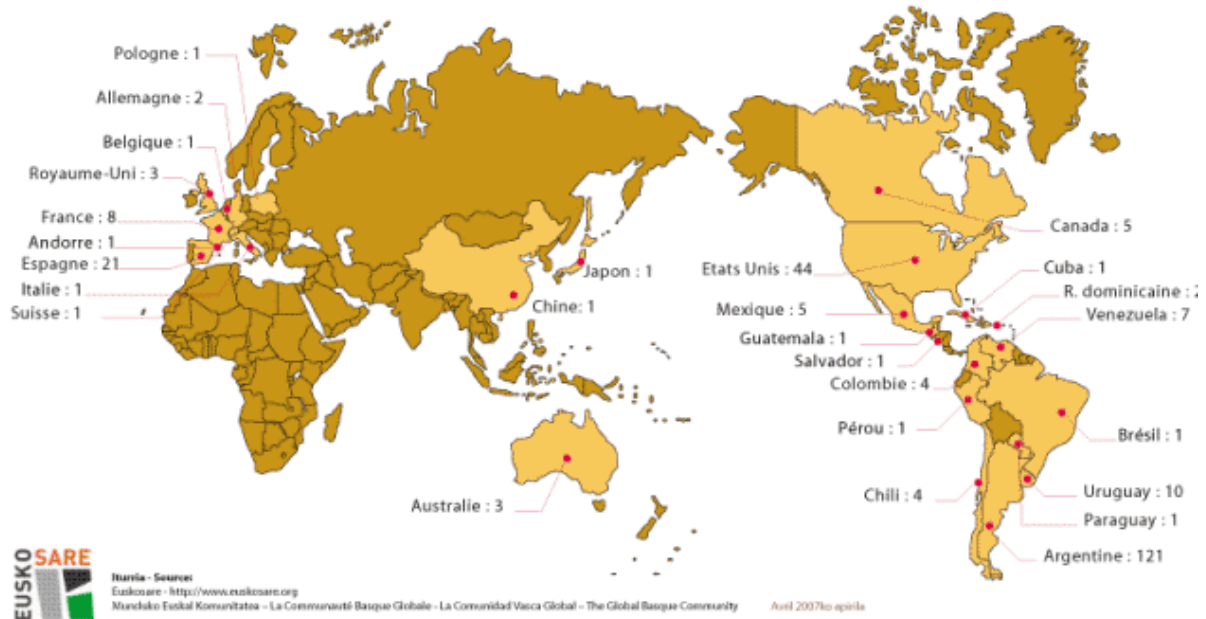 Pologne : 1
Allemagne : 2
Belgique : 1
Royaume-Uni : 3
France : 8
Andorre : 1
Espagne : 21
Italie : 1
Suisse : 1
Japon : 1
Chine: 1
Australie : 3
Canada : 5
Etats Unis : 44
Cuba : 1
R. dominicaine :
Mexique : 5
Venezuela : 7
Guatemala : 1
Salvador : 1
Colombie : 4
Pérou : 1
Brésil : 1
Chili : 4
Uruguay : 10
Paraguay : 1
Argentine : 121
EUSKO SARE
Iturria - Source:
Euskosare - http://www.euskosare.org
Munduko Euskal Komunitatea – La Communauté Basque Globale - La Comunidad Vasca Global – The Global Basque Community
Avril 2007ko apirila